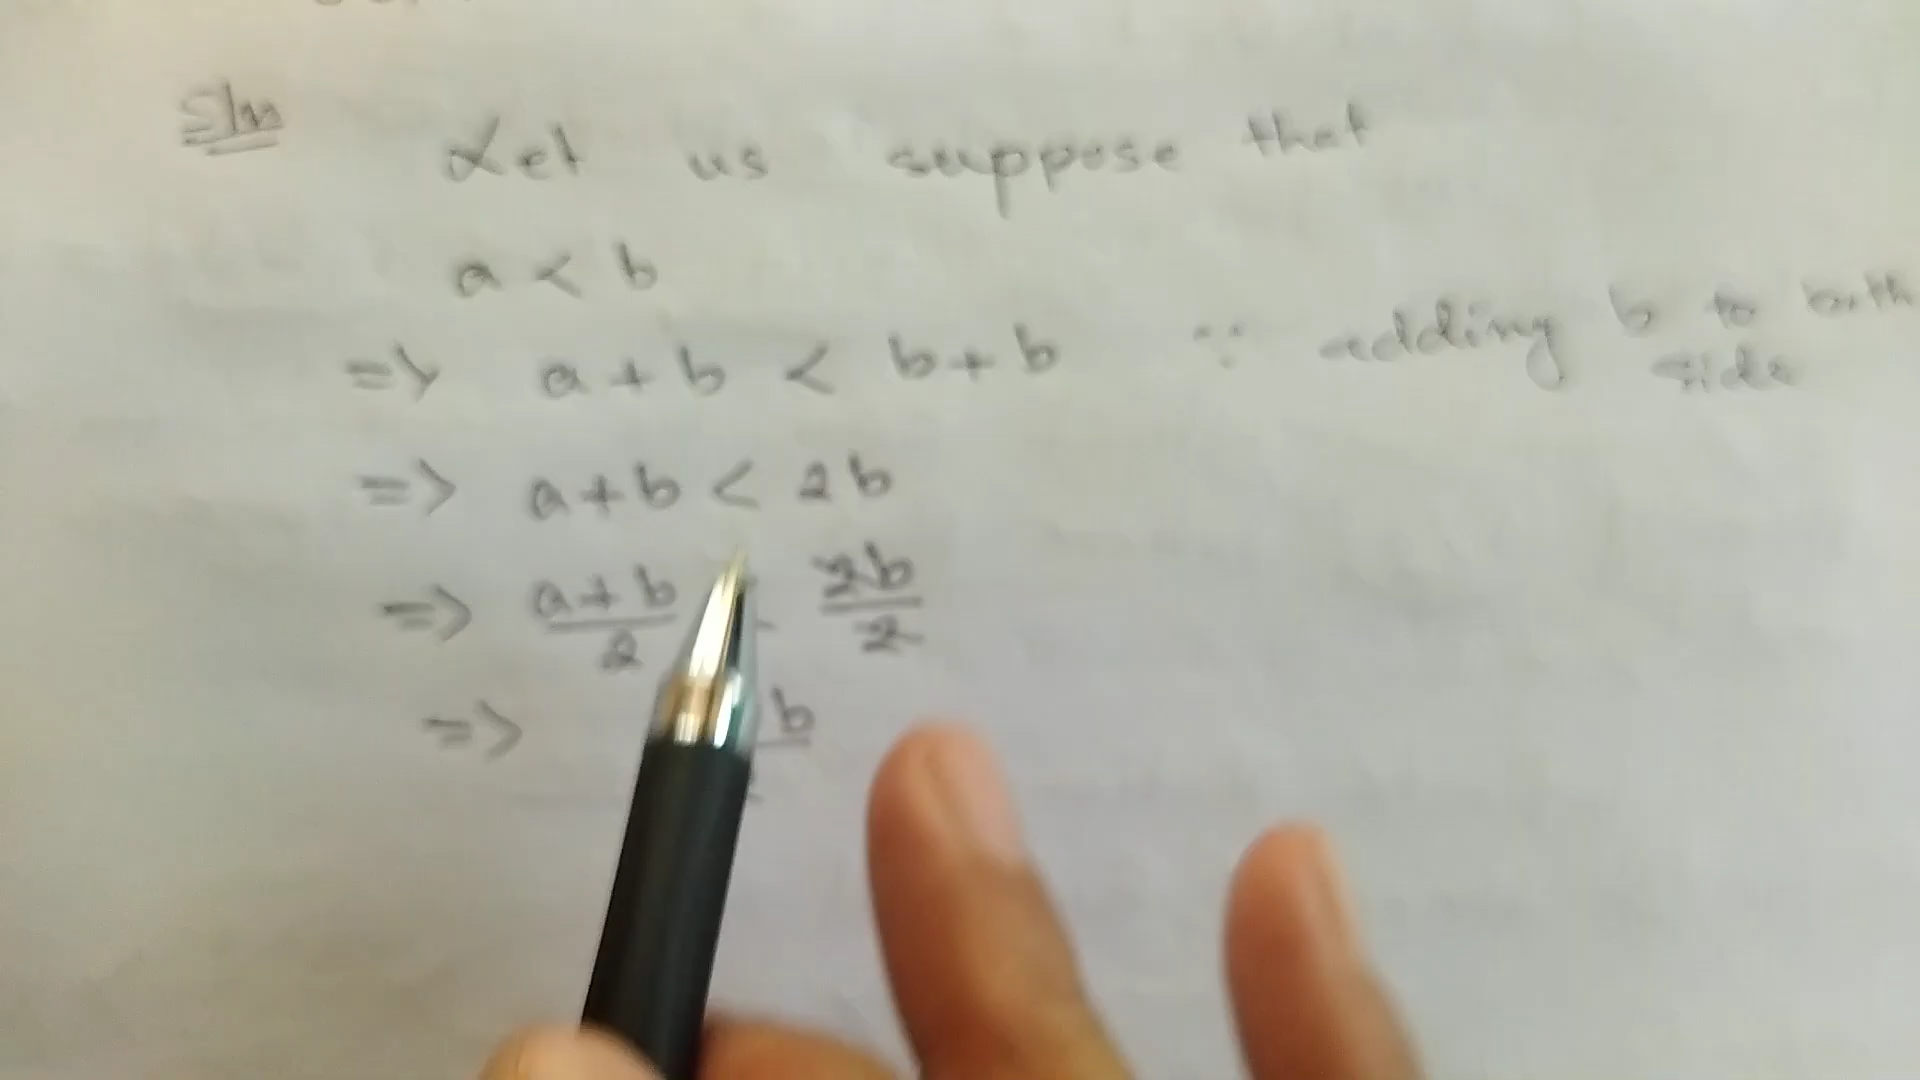 Sln
Let us suppose that
a < b
=> a + b < b + b ∵ adding b to both side
=> a + b < 2b
=> a + b / 2 2b / 2
=> b